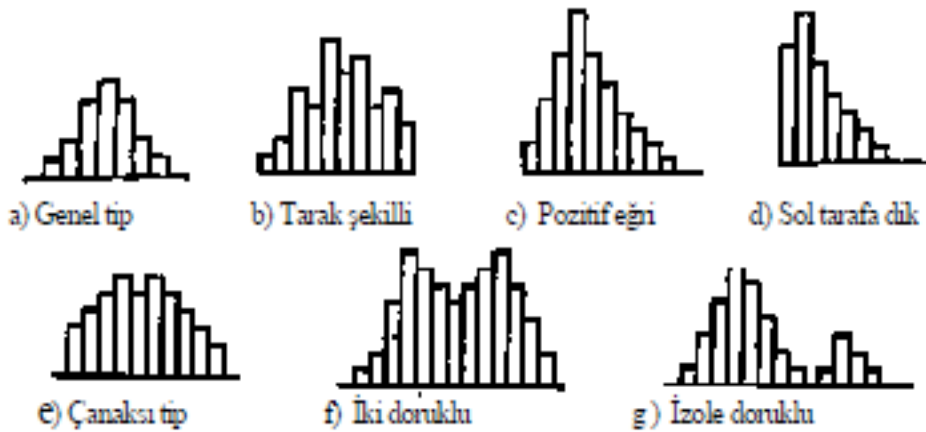 a) Genel tip
b) Tarak şekilli
c) Pozitif eğri
d) Sol tarafa dik
e) Çanaksı tip
f) İki doruklu
g) İzole doruklu